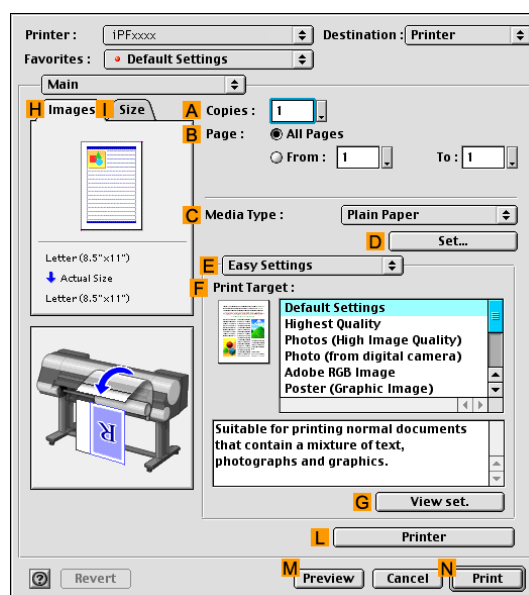 Printer : iPFxxxx Destination : Printer
Favorites : Default Settings
Main
H Images I Size A Copies : 1
B Page : All Pages
From : 1 To : 1
C Media Type : Plain Paper
D Set...
Letter (8.5"x11")
Actual Size
Letter (8.5"x11")
E Easy Settings
F Print Target :
Default Settings
Highest Quality
Photos (High Image Quality)
Photo (from digital camera)
Adobe RGB Image
Poster (Graphic Image)
R
Suitable for printing normal documents
that contain a mixture of text,
photographs and graphics.
G View set.
L Printer
? Revert M Preview Cancel N Print